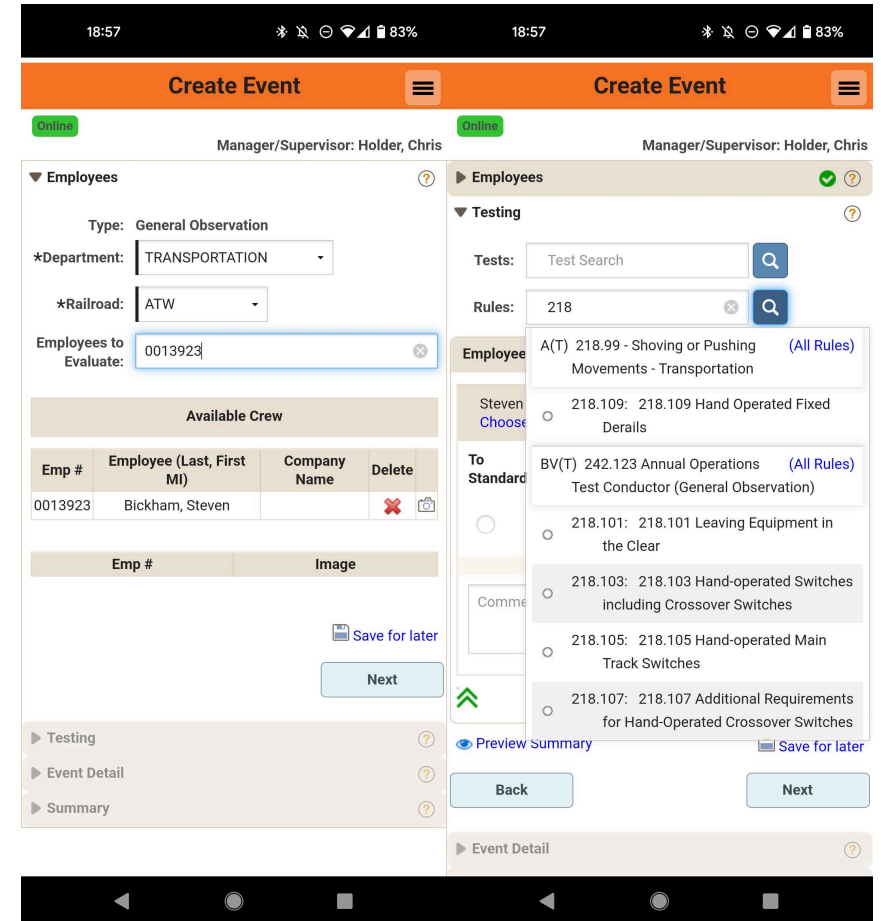 18:57
83%
Create Event
Online
Manager/Supervisor: Holder, Chris
Employees
?
Type: General Observation
*Department: TRANSPORTATION
*Railroad: ATW
Employees to
Evaluate:
0013923
Available Crew
Emp #
Employee (Last, First
MI)
Company
Name
Delete
0013923
Bickham, Steven
Emp #
Image
Save for later
Next
Testing
?
Event Detail
?
Summary
?
18:57
83%
Create Event
Online
Manager/Supervisor: Holder, Chris
Employees
?
Testing
?
Tests: Test Search
Rules: 218
Employee
A(T) 218.99 - Shoving or Pushing (All Rules)
Movements - Transportation
Steven
Choose
218.109: 218.109 Hand Operated Fixed
Derails
To
Standard
BV(T) 242.123 Annual Operations (All Rules)
Test Conductor (General Observation)
218.101: 218.101 Leaving Equipment in
the Clear
218.103: 218.103 Hand-operated Switches
including Crossover Switches
Comme
218.105: 218.105 Hand-operated Main
Track Switches
218.107: 218.107 Additional Requirements
for Hand-Operated Crossover Switches
Preview Summary
Save for later
Back
Next
Event Detail
?